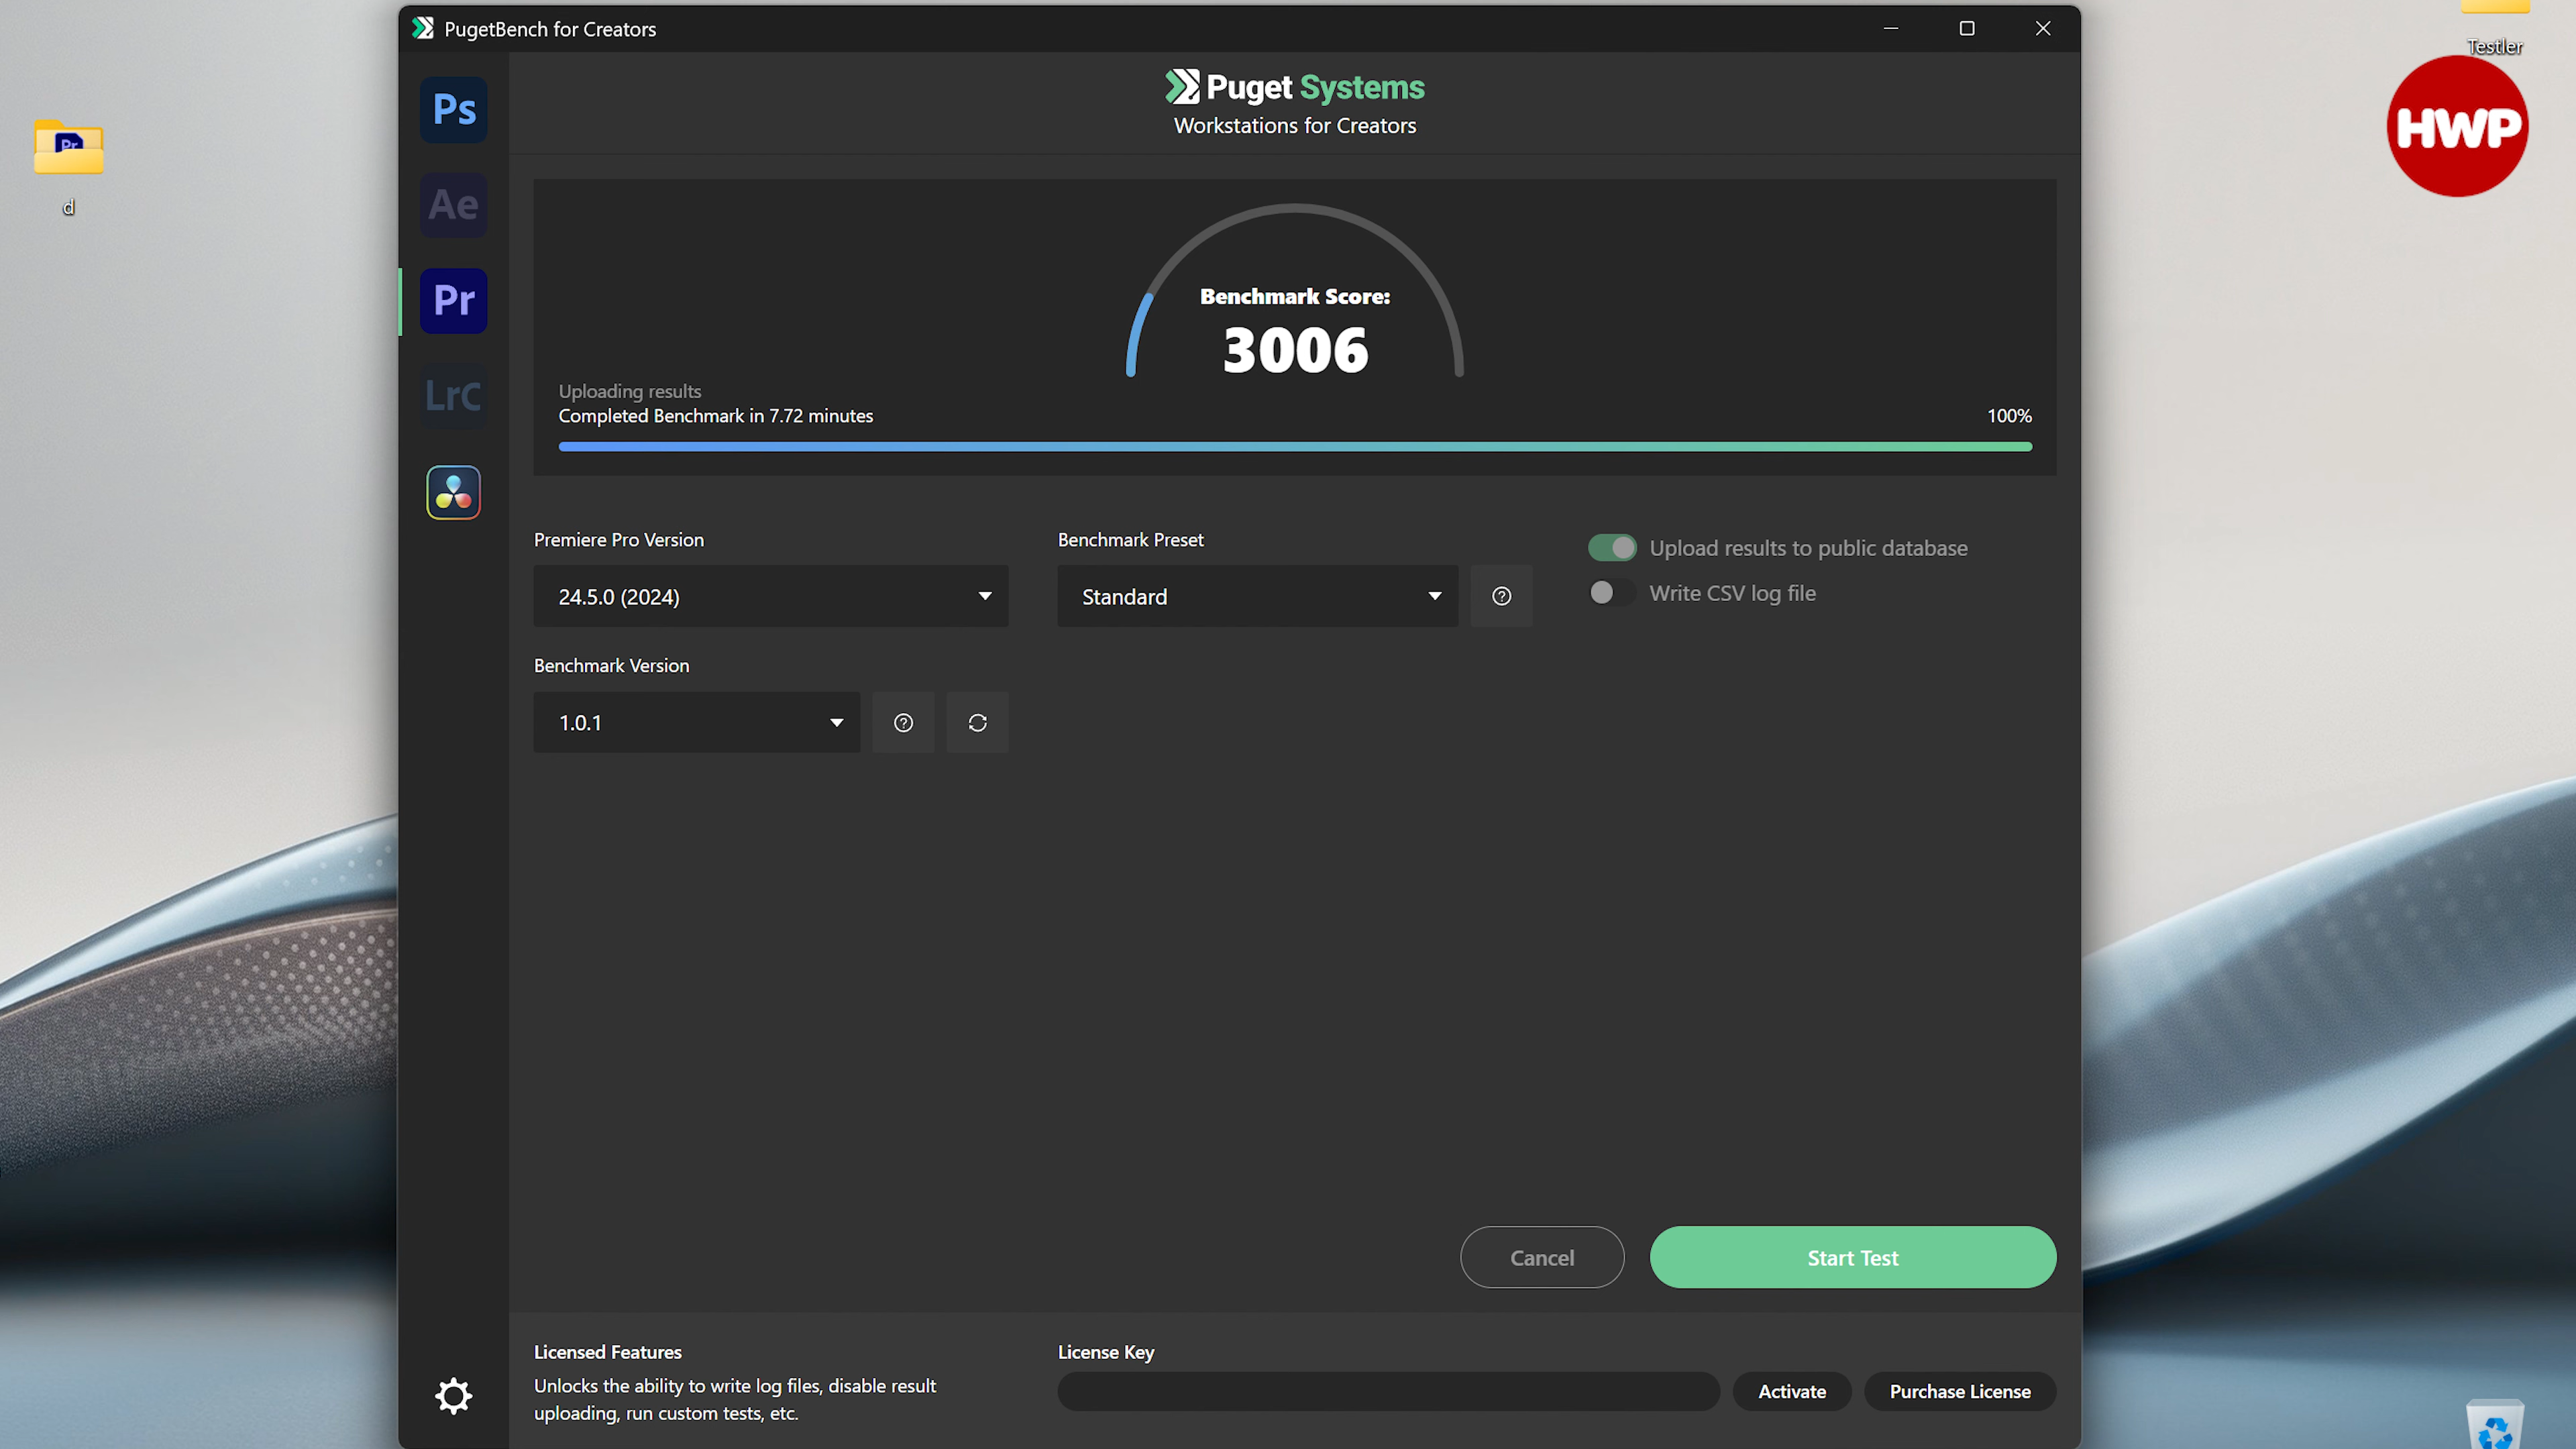 PugetBench for Creators
Testler
HWP
Ps
Puget Systems
Workstations for Creators
Pr
d
Ae
Pr
Benchmark Score:
3006
LrC
Uploading results
Completed Benchmark in 7.72 minutes
100%
Premiere Pro Version
Benchmark Preset
Upload results to public database
24.5.0 (2024)
Standard
Write CSV log file
Benchmark Version
1.0.1
Cancel
Start Test
Licensed Features
License Key
Unlocks the ability to write log files, disable result
uploading, run custom tests, etc.
Activate
Purchase License